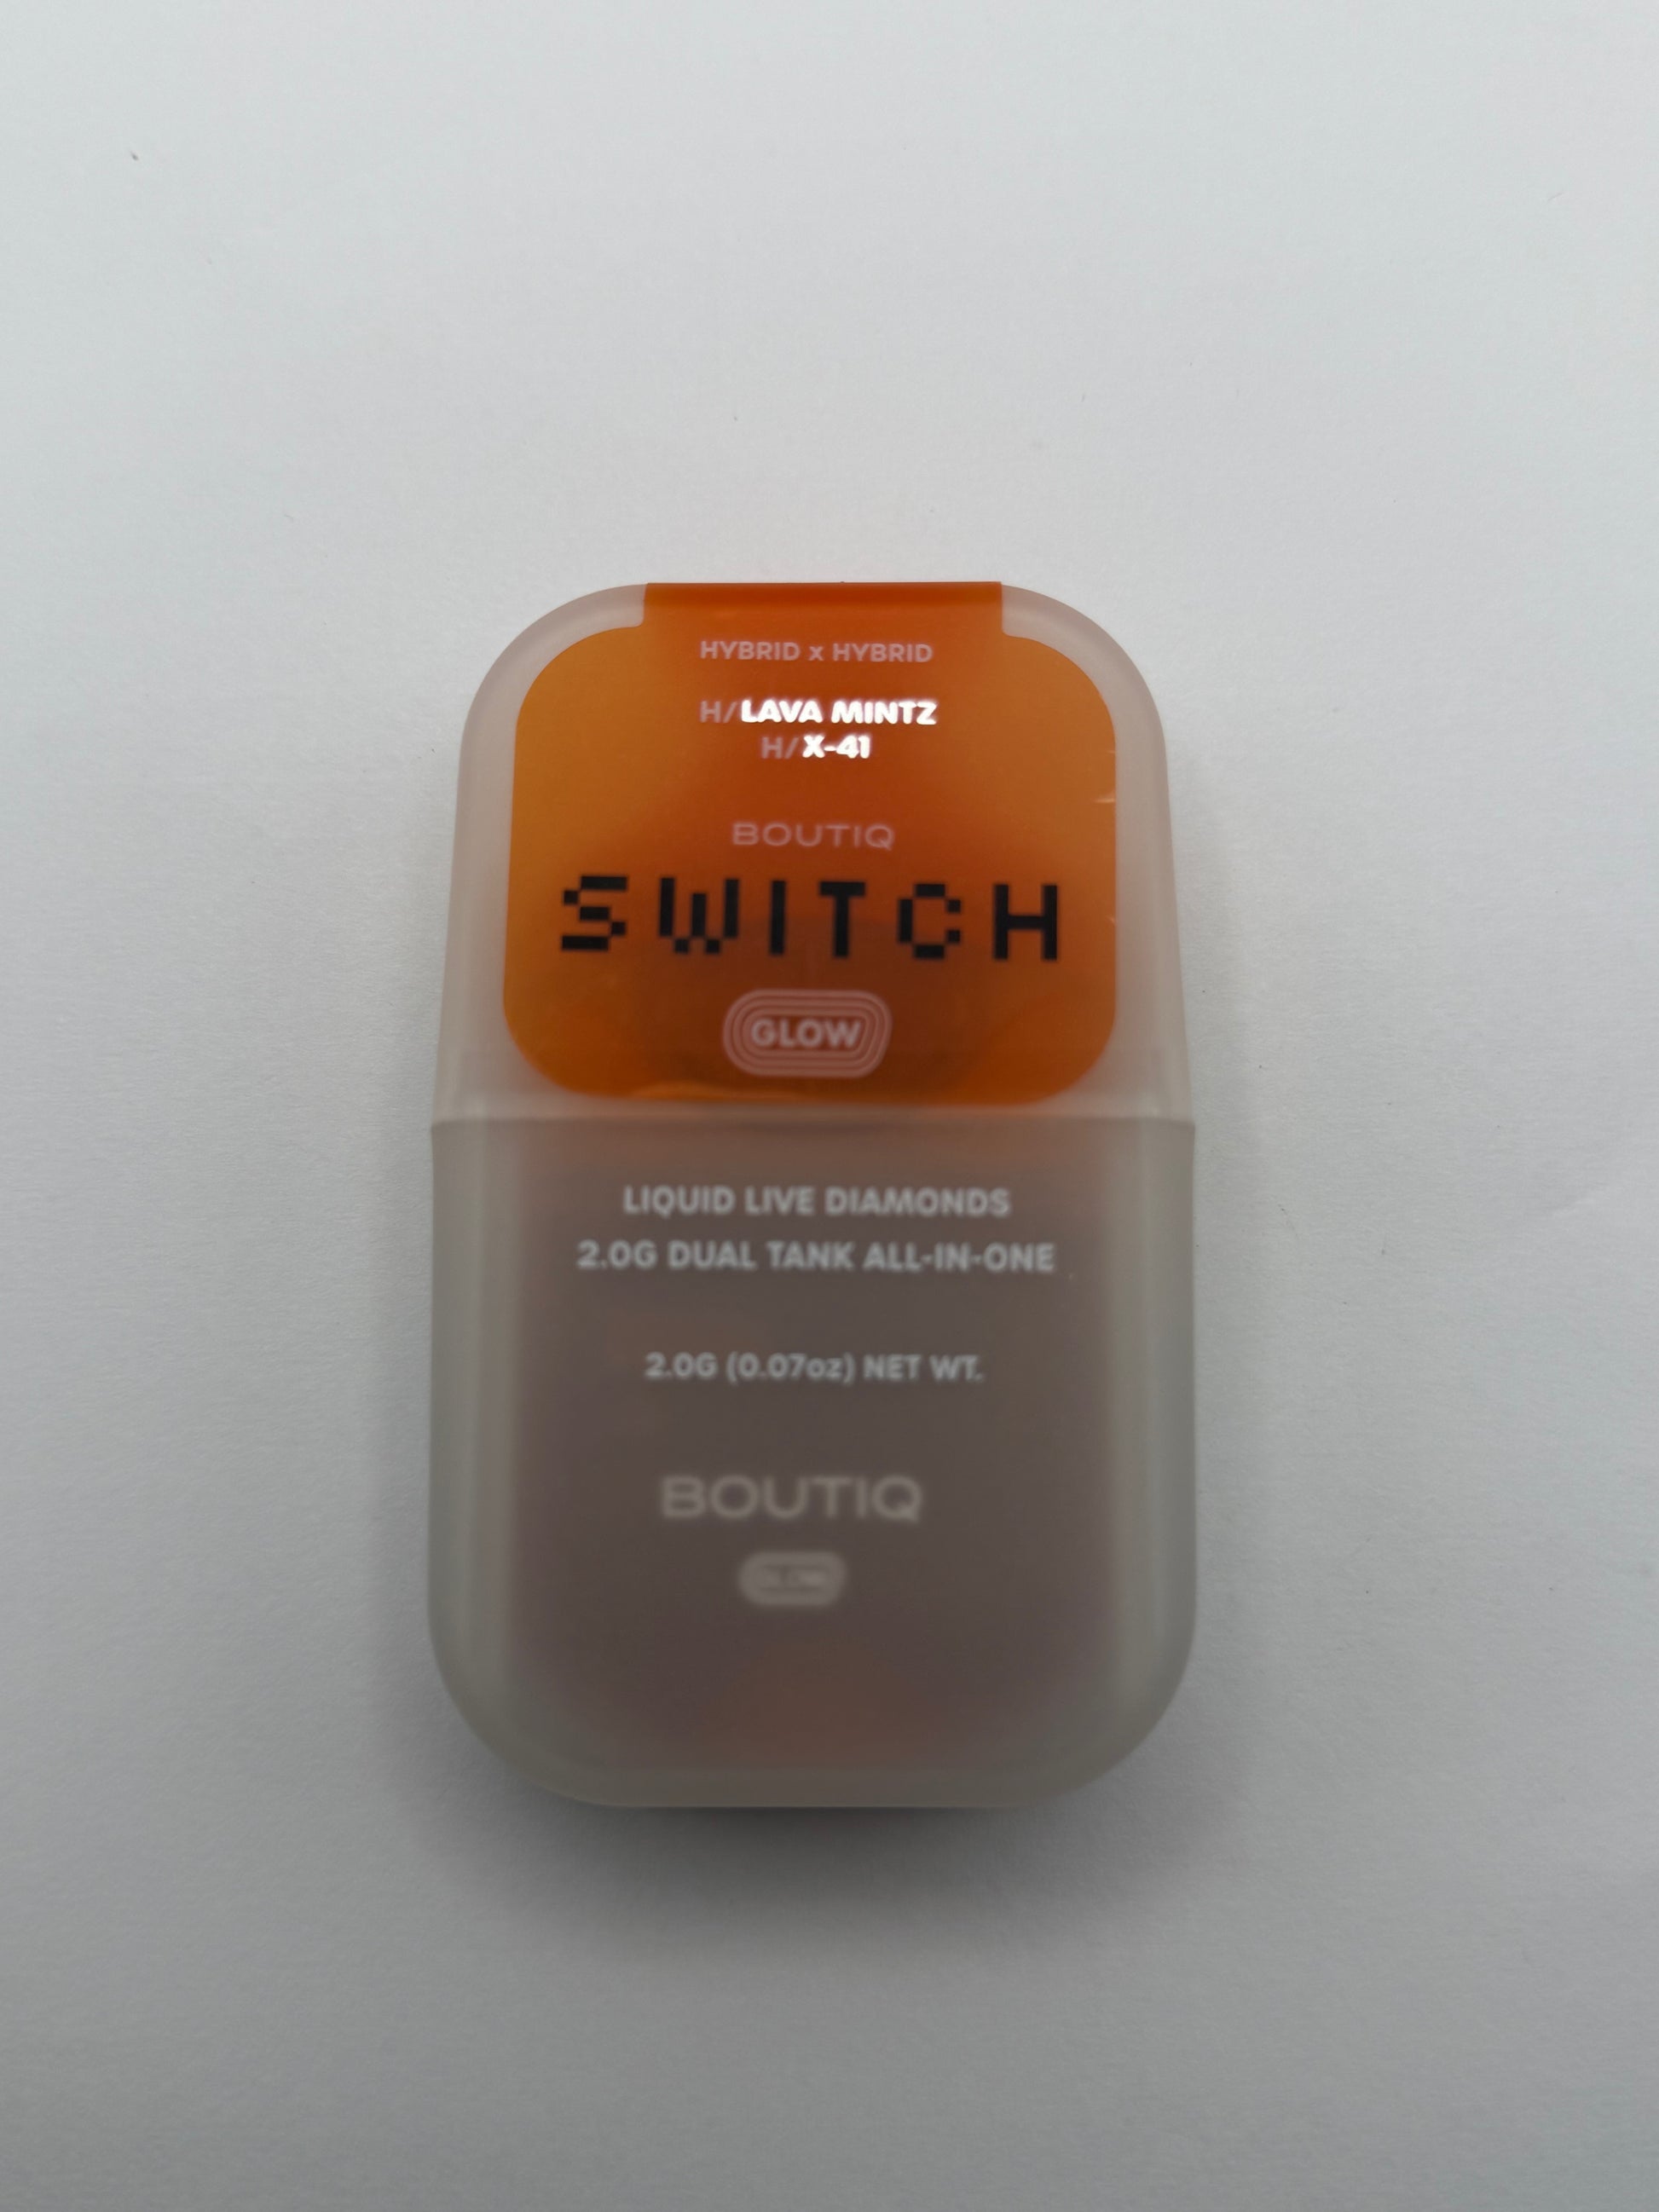 HYBRID x HYBRID
H/LAVA MINTZ
H/X-41
BOUTIQ
SWITCH
GLOW
LIQUID LIVE DIAMONDS
2.0G DUAL TANK ALL-IN-ONE
2.0G (0.07oz) NET WT.
BOUTIQ
GLOW